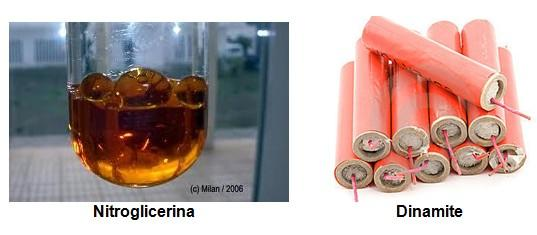 (c) Milan / 2006
Nitroglicerina
Dinamite